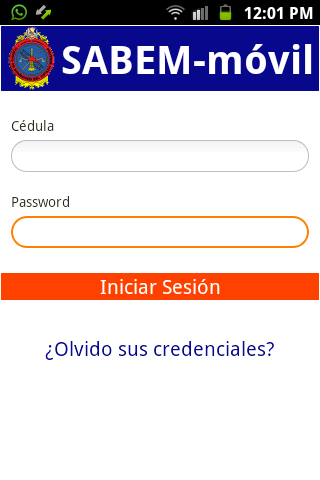 12:01 PM
SABEM-móvil
Cédula
Password
Iniciar Sesión
¿Olvido sus credenciales?